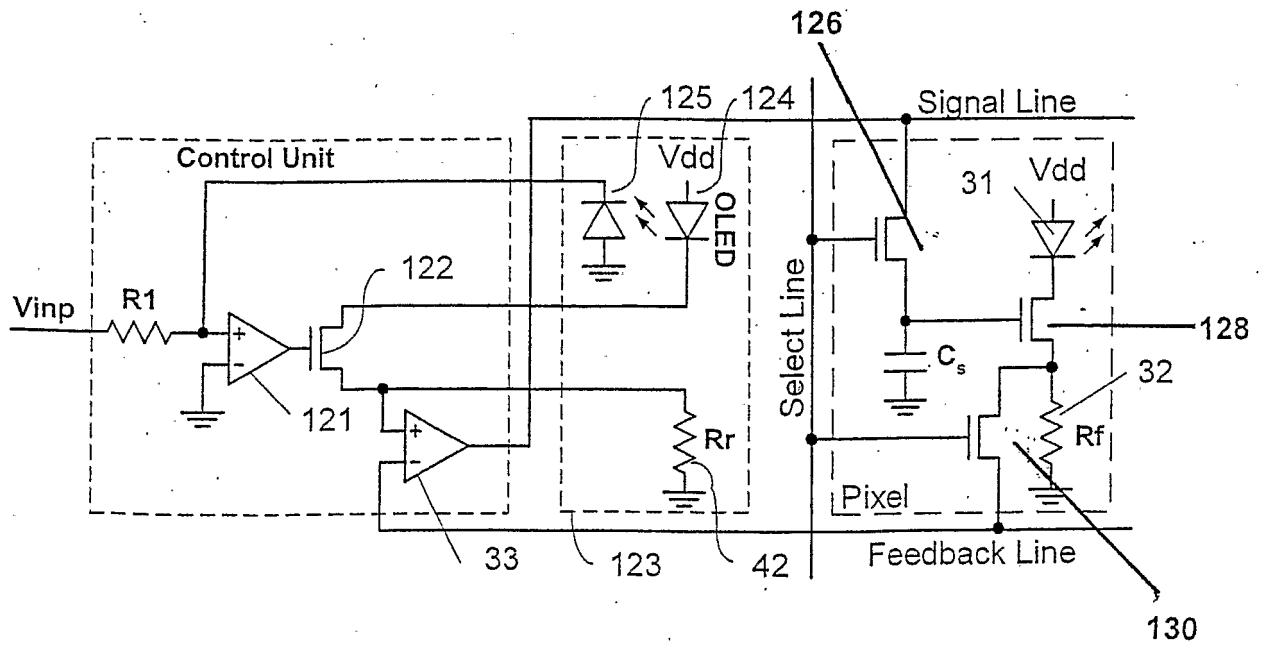 126
125
124
Signal Line
Control Unit
Vdd
31
Vdd
OLED
122
Vinp
R1
+
-
121
Select Line
Cs
128
32
+
-
Rr
Rf
Pixel
33
123
42
Feedback Line
130